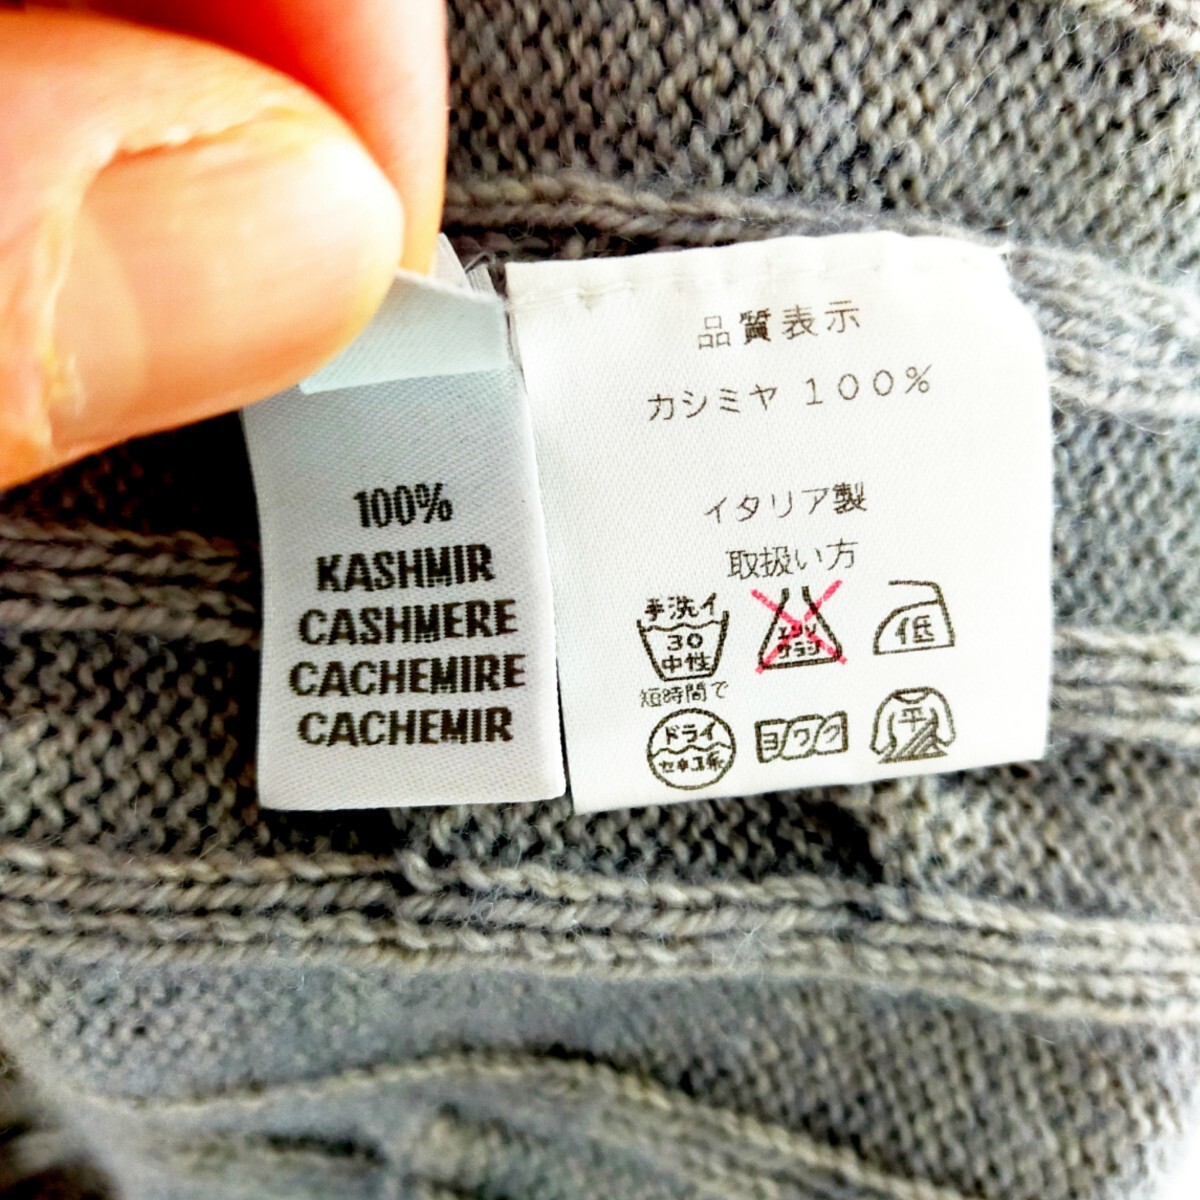 100%
KASHMIR
CASHMERE
CACHEMIRE
CACHEMIR
品質表示
カシミヤ 100%
イタリア製
取扱い方
手洗イ
30
中性
短時間で
エンソ
サラシ
低
ドライ
セキユ系
ヨワク
平